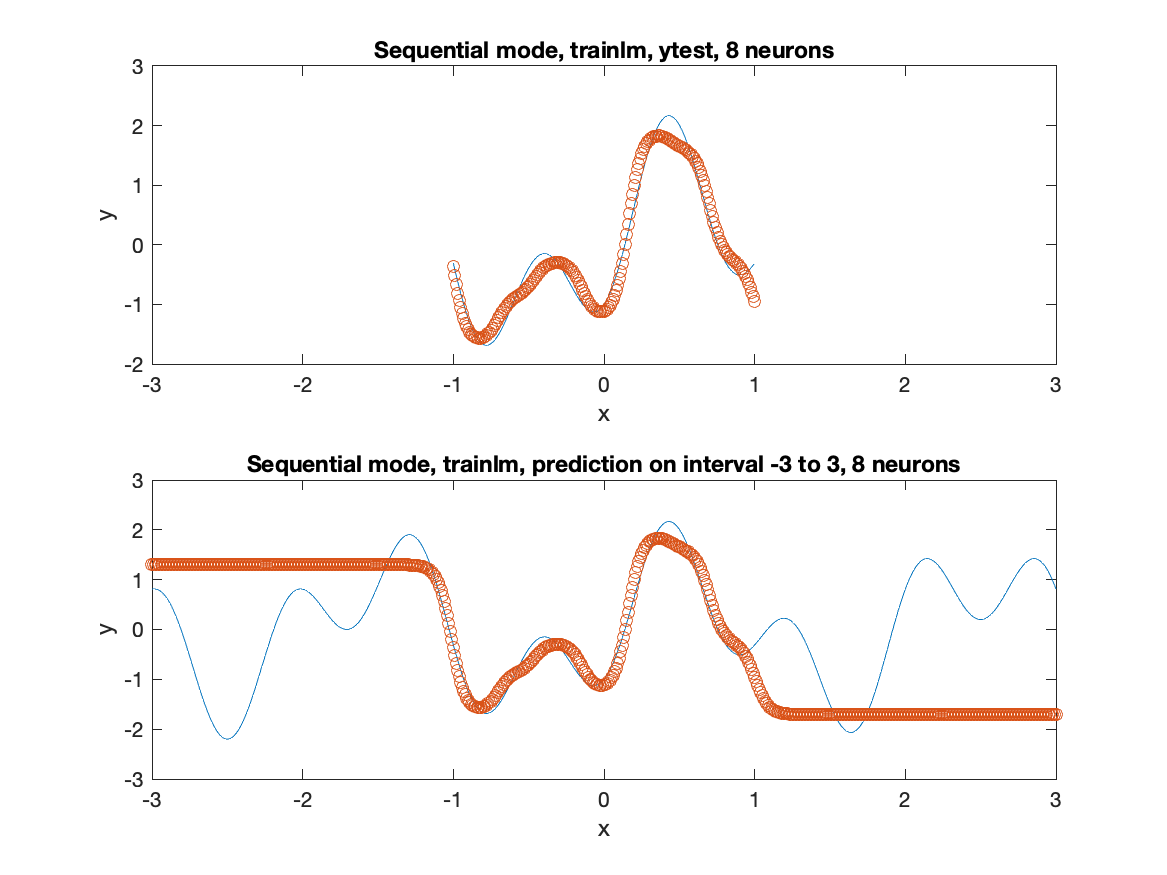 Sequential mode, trainlm, ytest, 8 neurons
3
2
1
0
-1
-2
y
-3 -2 -1 0 1 2 3
x
Sequential mode, trainlm, prediction on interval -3 to 3, 8 neurons
3
2
1
0
-1
-2
-3
y
-3 -2 -1 0 1 2 3
x